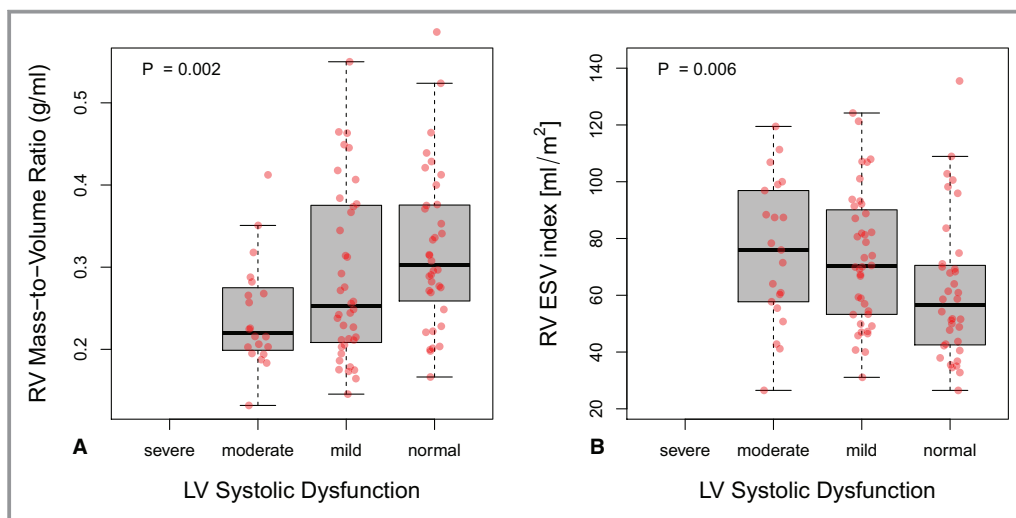 P = 0.002
RV Mass−to−Volume Ratio (g/ml)
0.5
0.4
0.3
0.2
A
severe moderate mild normal
LV Systolic Dysfunction
P = 0.006
RV ESV index [ml/m²]
140
120
100
80
60
40
20
B
severe moderate mild normal
LV Systolic Dysfunction